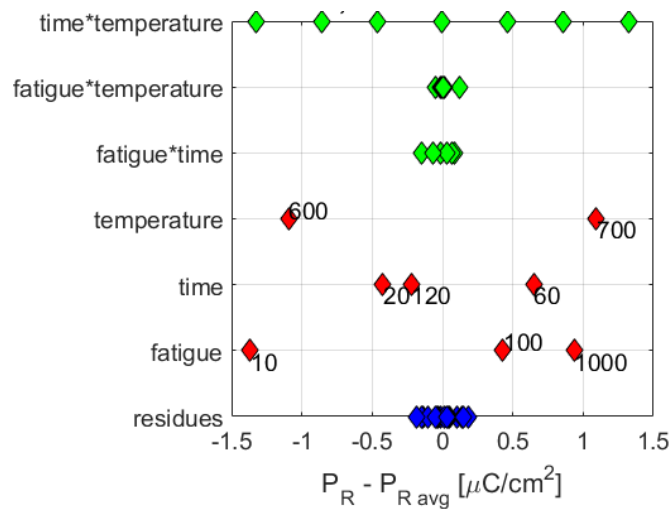 time*temperature
fatigue*temperature
fatigue*time
temperature
600
700
time
20
120
60
fatigue
10
100
1000
residues
-1.5 -1 -0.5 0 0.5 1 1.5
P_R - P_R avg [μC/cm²]